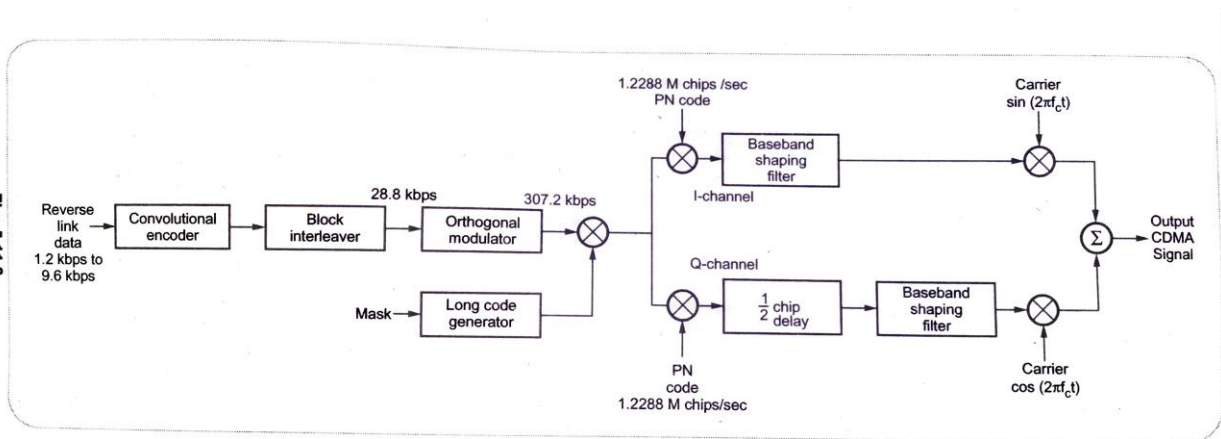 1.2288 M chips /sec
PN code
Carrier
sin (2πf_ct)
Baseband
shaping
filter
I-channel
28.8 kbps
307.2 kbps
Reverse
link
data
1.2 kbps to
9.6 kbps
Convolutional
encoder
Block
interleaver
Orthogonal
modulator
Σ
Output
CDMA
Signal
Q-channel
Mask
Long code
generator
1/2 chip
delay
Baseband
shaping
filter
PN
code
1.2288 M chips/sec
Carrier
cos (2πf_ct)